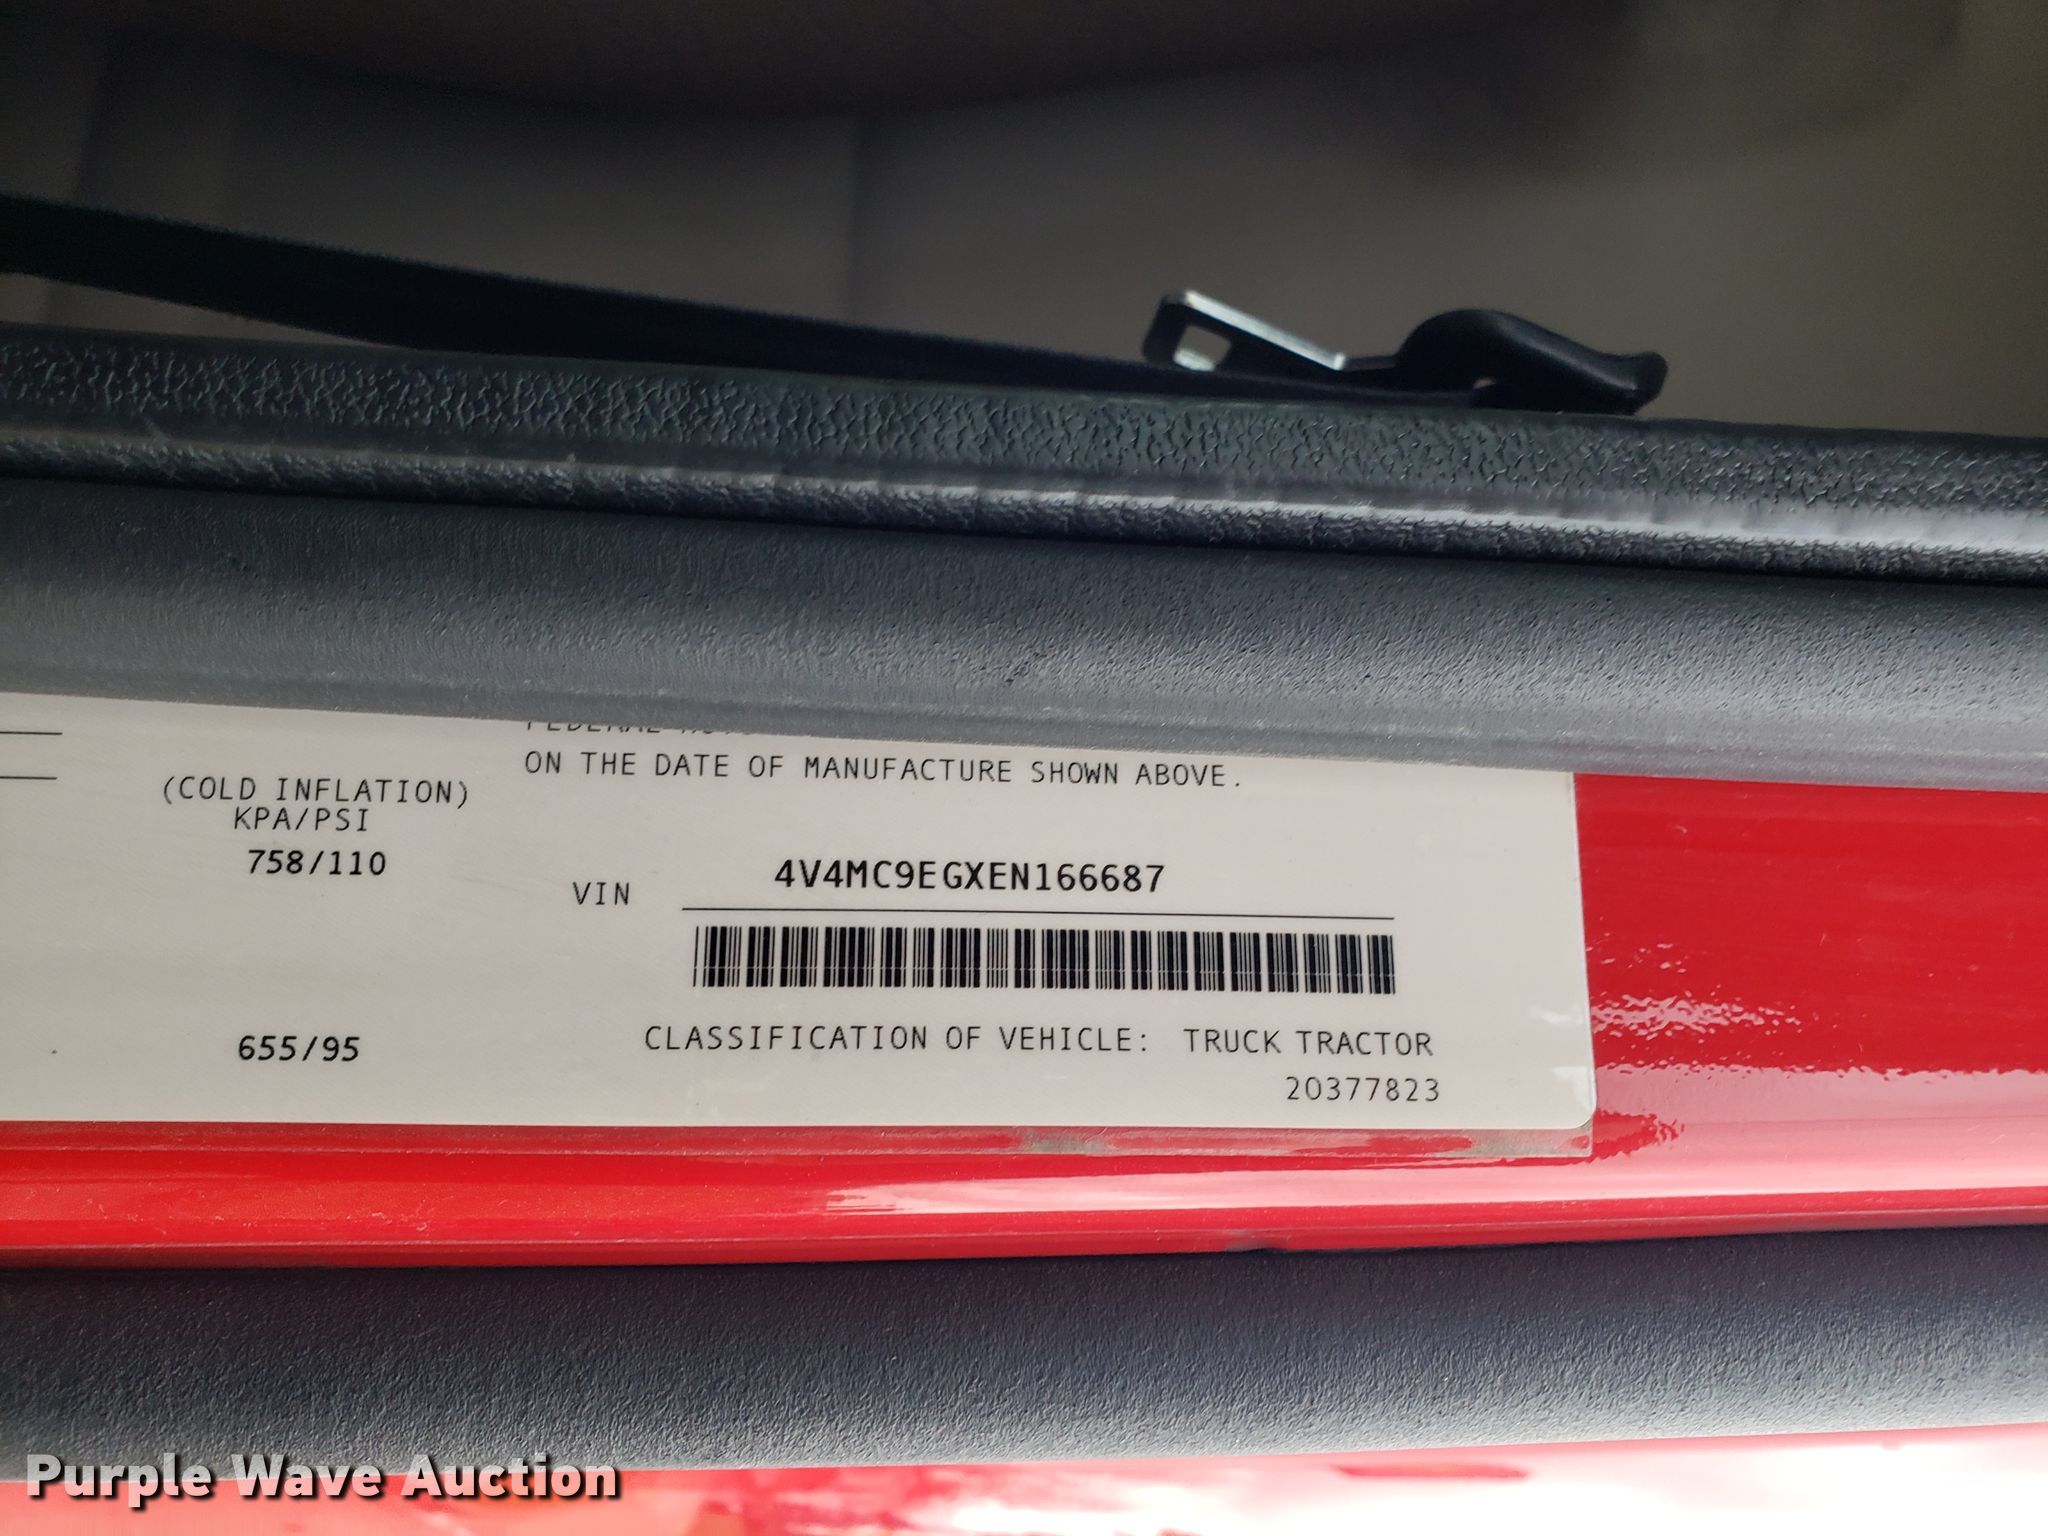 FEDERAL
ON THE DATE OF MANUFACTURE SHOWN ABOVE.
(COLD INFLATION)
KPA/PSI
758/110
VIN 4V4MC9EGXEN166687
655/95
CLASSIFICATION OF VEHICLE: TRUCK TRACTOR
20377823
Purple Wave Auction